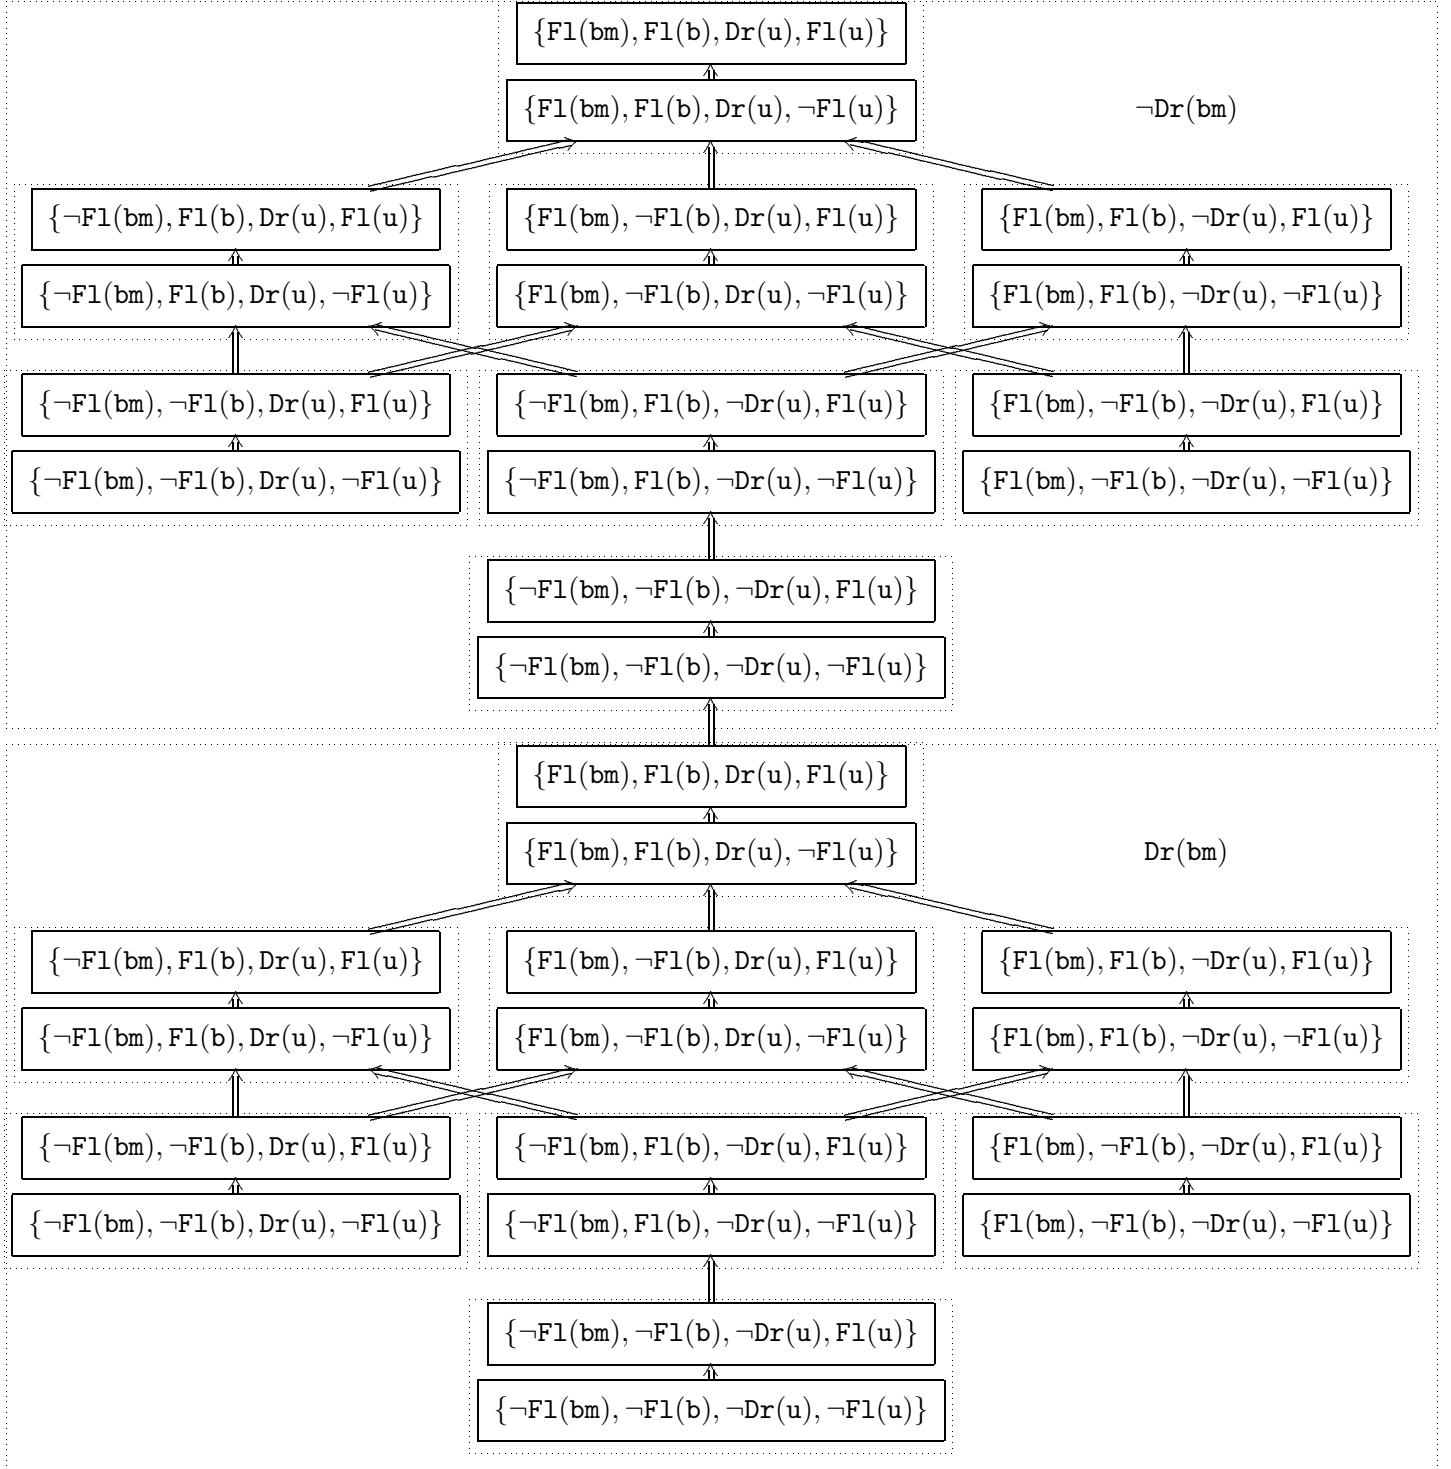 {Fl(bm), Fl(b), Dr(u), Fl(u)}
{Fl(bm), Fl(b), Dr(u), ¬Fl(u)} ¬Dr(bm)
{¬Fl(bm), Fl(b), Dr(u), Fl(u)} {Fl(bm), ¬Fl(b), Dr(u), Fl(u)} {Fl(bm), Fl(b), ¬Dr(u), Fl(u)}
{¬Fl(bm), Fl(b), Dr(u), ¬Fl(u)} {Fl(bm), ¬Fl(b), Dr(u), ¬Fl(u)} {Fl(bm), Fl(b), ¬Dr(u), ¬Fl(u)}
{¬Fl(bm), ¬Fl(b), Dr(u), Fl(u)} {¬Fl(bm), Fl(b), ¬Dr(u), Fl(u)} {Fl(bm), ¬Fl(b), ¬Dr(u), Fl(u)}
{¬Fl(bm), ¬Fl(b), Dr(u), ¬Fl(u)} {¬Fl(bm), Fl(b), ¬Dr(u), ¬Fl(u)} {Fl(bm), ¬Fl(b), ¬Dr(u), ¬Fl(u)}
{¬Fl(bm), ¬Fl(b), ¬Dr(u), Fl(u)}
{¬Fl(bm), ¬Fl(b), ¬Dr(u), ¬Fl(u)}
{Fl(bm), Fl(b), Dr(u), Fl(u)}
{Fl(bm), Fl(b), Dr(u), ¬Fl(u)} Dr(bm)
{¬Fl(bm), Fl(b), Dr(u), Fl(u)} {Fl(bm), ¬Fl(b), Dr(u), Fl(u)} {Fl(bm), Fl(b), ¬Dr(u), Fl(u)}
{¬Fl(bm), Fl(b), Dr(u), ¬Fl(u)} {Fl(bm), ¬Fl(b), Dr(u), ¬Fl(u)} {Fl(bm), Fl(b), ¬Dr(u), ¬Fl(u)}
{¬Fl(bm), ¬Fl(b), Dr(u), Fl(u)} {¬Fl(bm), Fl(b), ¬Dr(u), Fl(u)} {Fl(bm), ¬Fl(b), ¬Dr(u), Fl(u)}
{¬Fl(bm), ¬Fl(b), Dr(u), ¬Fl(u)} {¬Fl(bm), Fl(b), ¬Dr(u), ¬Fl(u)} {Fl(bm), ¬Fl(b), ¬Dr(u), ¬Fl(u)}
{¬Fl(bm), ¬Fl(b), ¬Dr(u), Fl(u)}
{¬Fl(bm), ¬Fl(b), ¬Dr(u), ¬Fl(u)}